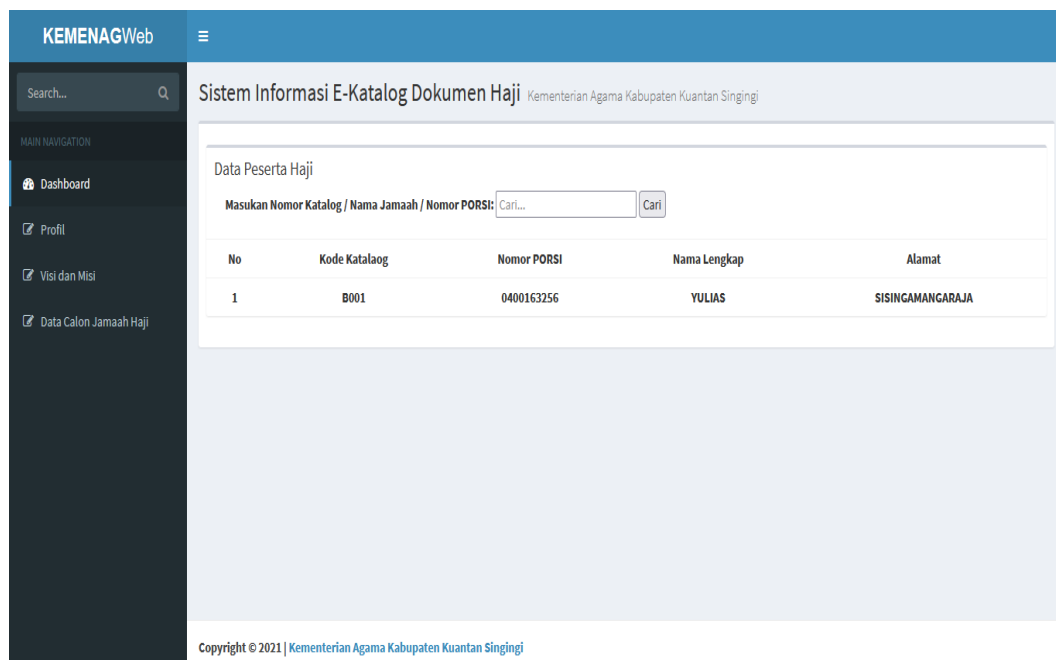 KEMENAGWeb
Search...
MAIN NAVIGATION
Dashboard
Profil
Visi dan Misi
Data Calon Jamaah Haji
Sistem Informasi E-Katalog Dokumen Haji Kementerian Agama Kabupaten Kuantan Singingi
Data Peserta Haji
Masukan Nomor Katalog / Nama Jamaah / Nomor PORSI: Cari... Cari
No Kode Katalaog Nomor PORSI Nama Lengkap Alamat
1 B001 0400163256 YULIAS SISINGAMANGARAJA
Copyright © 2021 | Kementerian Agama Kabupaten Kuantan Singingi